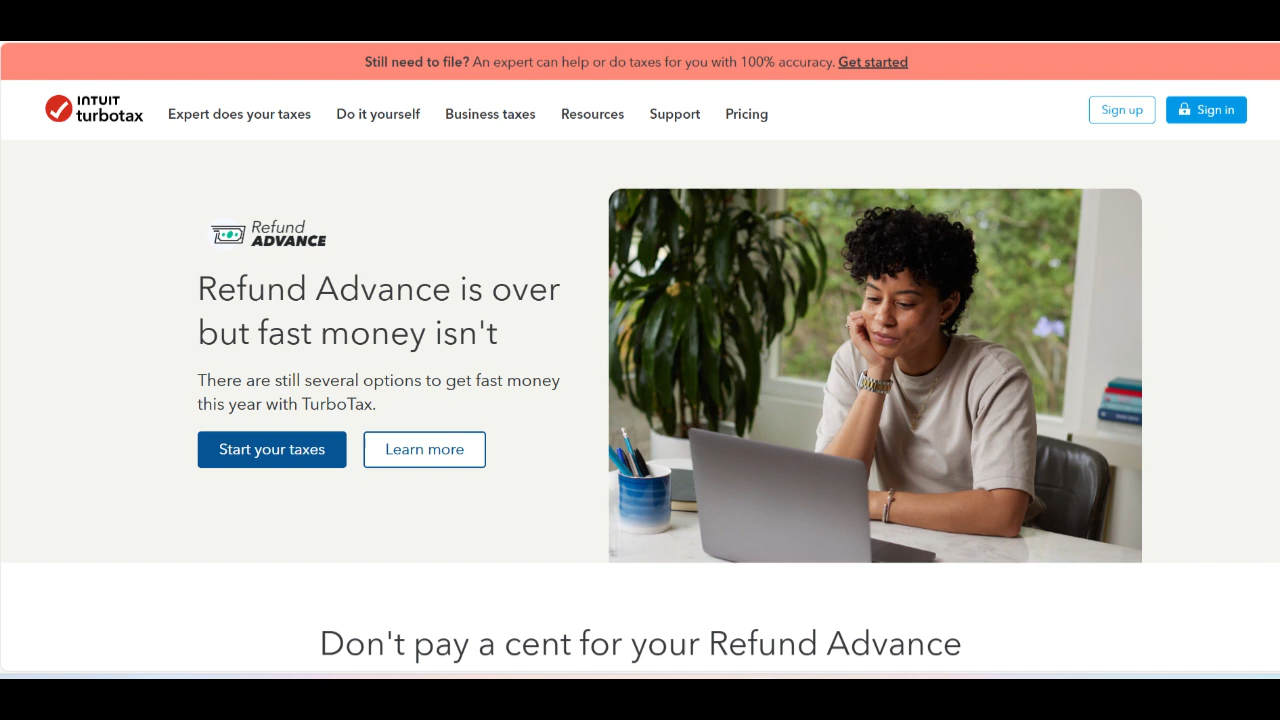 Still need to file? An expert can help or do taxes for you with 100% accuracy. Get started
INTUIT
turbotax
Expert does your taxes
Do it yourself
Business taxes
Resources
Support
Pricing
Sign up
Sign in
Refund
ADVANCE
Refund Advance is over
but fast money isn't
There are still several options to get fast money
this year with TurboTax.
Start your taxes
Learn more
Don't pay a cent for your Refund Advance